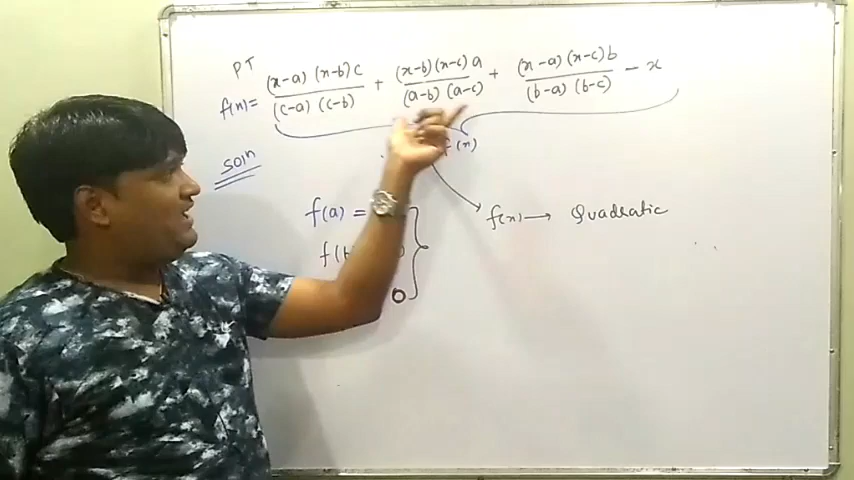 PT
f(x) = (x-a)(x-b)c / (c-a)(c-b) + (x-b)(x-c)a / (a-b)(a-c) + (x-a)(x-c)b / (b-a)(b-c) - x
f(x)
Soln
f(a) =
f(x) → Quadratic
f(b
0